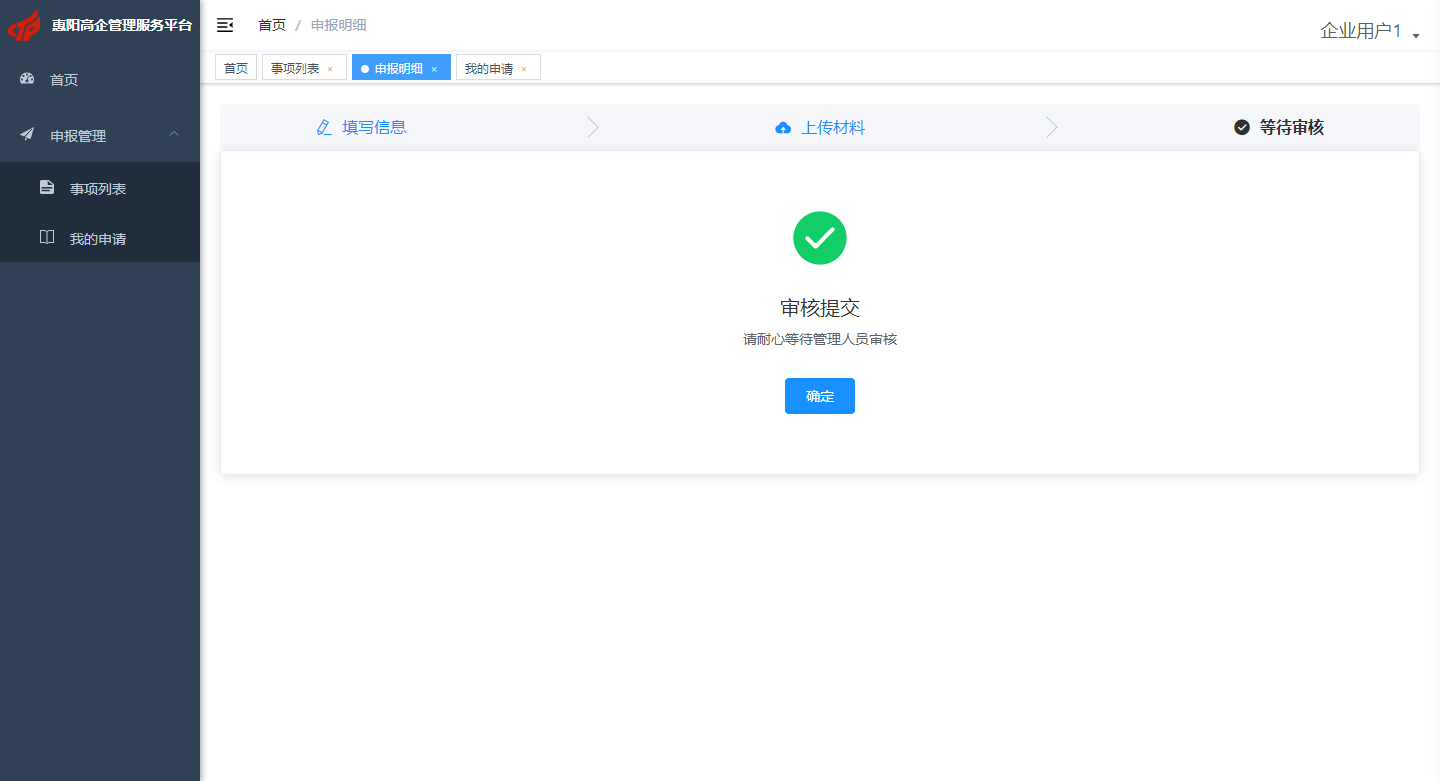 惠阳高企管理服务平台
首页 / 申报明细
企业用户1
首页
事项列表 ×
申报明细 ×
我的申请 ×
首页
申报管理
事项列表
我的申请
填写信息
上传材料
等待审核
审核提交
请耐心等待管理人员审核
确定